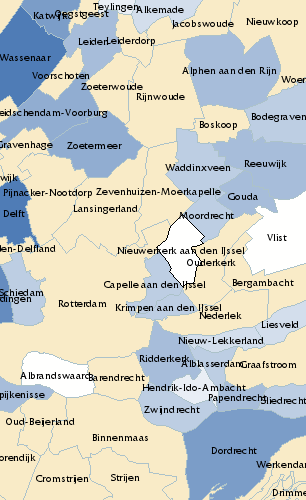 Teylingen
Katwijk
Oegstgeest
Alkemade
Jacobswoude
Nieuwkoop
Leiden
Leiderdorp
Wassenaar
Voorschoten
Zoeterwoude
Alphen aan den Rijn
Woer
Rijnwoude
eidschendam-Voorburg
Boskoop
Bodegraven
Gravenhage
Zoetermeer
Waddinxveen
Reeuwijk
wijk
Pijnacker-Nootdorp
Zevenhuizen-Moerkapelle
Gouda
Delft
Lansingerland
Moordrecht
Vlist
en-Delfland
Nieuwerkerk aan den IJssel
Ouderkerk
Schiedam
dingen
Rotterdam
Capelle aan den IJssel
Bergambacht
Krimpen aan den IJssel
Nederlek
Liesveld
Nieuw-Lekkerland
Ridderkerk
Alblasserdam
Graafstroom
Albrandswaard
Barendrecht
Hendrik-Ido-Ambacht
pijkenisse
Papendrecht
Sliedrecht
Zwijndrecht
Oud-Beijerland
Binnenmaas
Dordrecht
orendijk
Werkendam
Cromstrijen
Strijen
Drimme